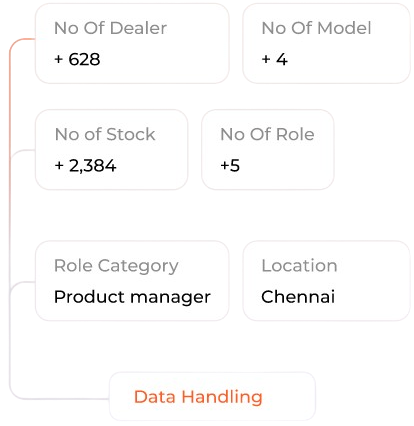 No Of Dealer
+ 628
No Of Model
+ 4
No of Stock
+ 2,384
No Of Role
+5
Role Category
Product manager
Location
Chennai
Data Handling